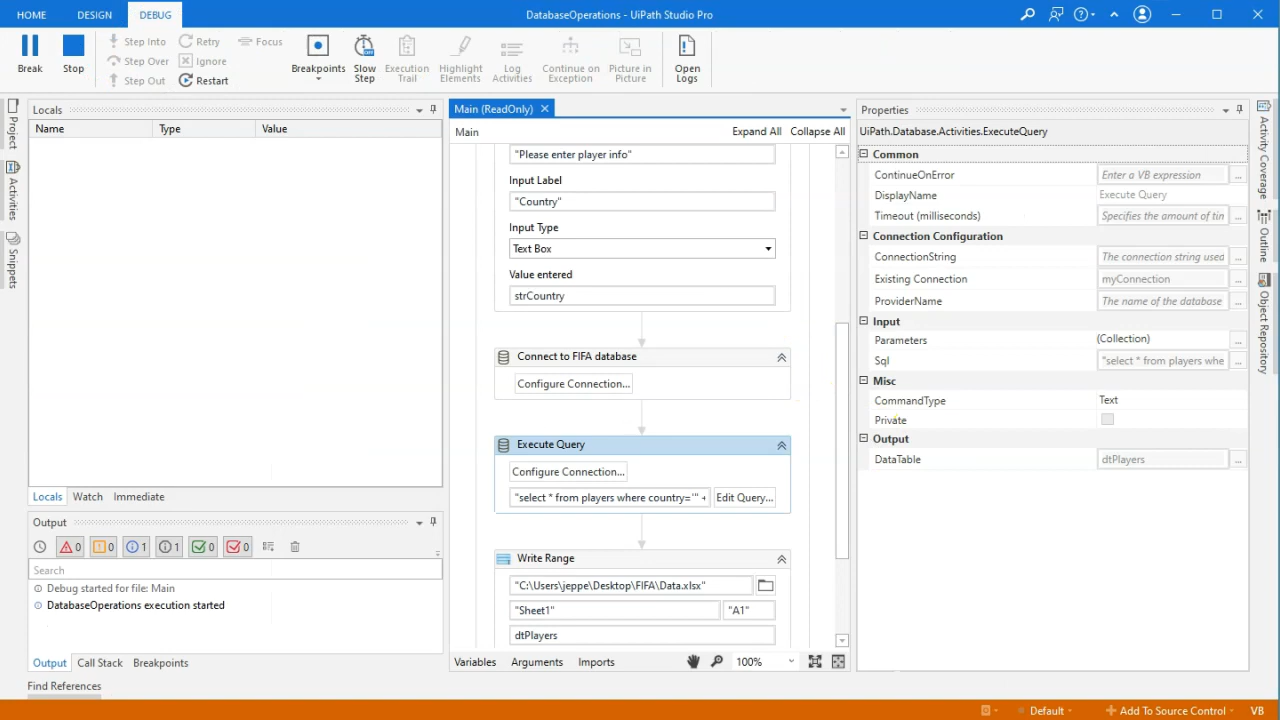 HOME DESIGN DEBUG DatabaseOperations - UiPath Studio Pro
Break Stop Step Into Step Over Step Out Retry Ignore Restart Focus Breakpoints Slow Step Execution Trail Highlight Elements Log Activities Continue on Exception Picture in Picture Open Logs
Project
Activities
Snippets
Locals
Name Type Value
Locals Watch Immediate
Output
0 0 1 1 0 0
Search
Debug started for file: Main
DatabaseOperations execution started
Output Call Stack Breakpoints
Find References
Main (ReadOnly)
Main Expand All Collapse All
"Please enter player info"
Input Label
"Country"
Input Type
Text Box
Value entered
strCountry
Connect to FIFA database
Configure Connection...
Execute Query
Configure Connection...
"select * from players where country='" + Edit Query...
Write Range
"C:\Users\jeppe\Desktop\FIFA\Data.xlsx"
"Sheet1" "A1"
dtPlayers
Variables Arguments Imports 100%
Properties
UiPath.Database.Activities.ExecuteQuery
Common
ContinueOnError Enter a VB expression ...
DisplayName Execute Query
Timeout (milliseconds) Specifies the amount of tim ...
Connection Configuration
ConnectionString The connection string used ...
Existing Connection myConnection ...
ProviderName The name of the database ...
Input
Parameters (Collection) ...
Sql "select * from players whe ...
Misc
CommandType Text
Private
Output
DataTable dtPlayers ...
Activity Coverage
Outline
Object Repository
Default Add To Source Control VB